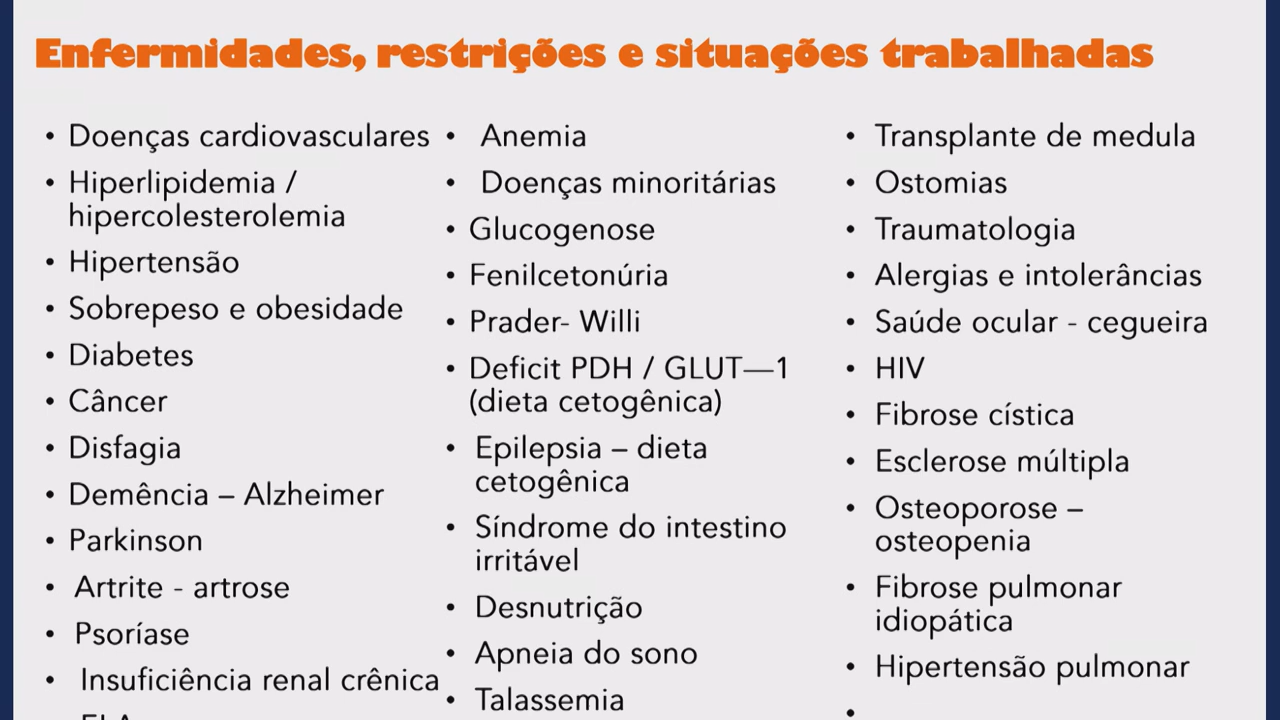 Enfermidades, restrições e situações trabalhadas
• Doenças cardiovasculares
• Hiperlipidemia /
hipercolesterolemia
• Hipertensão
• Sobrepeso e obesidade
• Diabetes
• Câncer
• Disfagia
• Demência – Alzheimer
• Parkinson
• Artrite - artrose
• Psoríase
• Insuficiência renal crênica
• Anemia
• Doenças minoritárias
• Glucogenose
• Fenilcetonúria
• Prader- Willi
• Deficit PDH / GLUT—1
(dieta cetogênica)
• Epilepsia – dieta
cetogênica
• Síndrome do intestino
irritável
• Desnutrição
• Apneia do sono
• Talassemia
• Transplante de medula
• Ostomias
• Traumatologia
• Alergias e intolerâncias
• Saúde ocular - cegueira
• HIV
• Fibrose cística
• Esclerose múltipla
• Osteoporose –
osteopenia
• Fibrose pulmonar
idiopática
• Hipertensão pulmonar
•